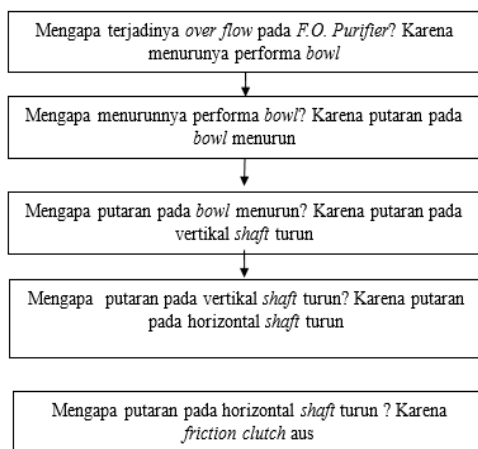 Mengapa terjadinya over flow pada F.O. Purifier? Karena
menurunya performa bowl
Mengapa menurunnya performa bowl? Karena putaran pada
bowl menurun
Mengapa putaran pada bowl menurun? Karena putaran pada
vertikal shaft turun
Mengapa putaran pada vertikal shaft turun? Karena putaran
pada horizontal shaft turun
Mengapa putaran pada horizontal shaft turun ? Karena
friction clutch aus